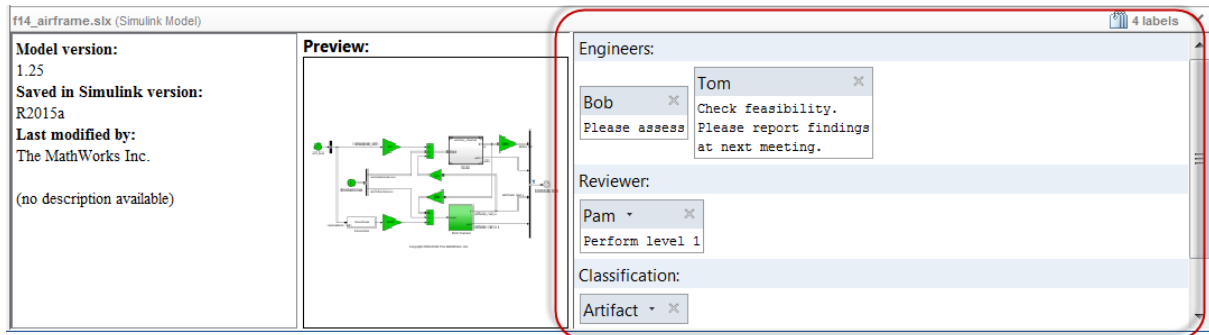 f14_airframe.slx (Simulink Model)
4 labels
Model version:
1.25
Saved in Simulink version:
R2015a
Last modified by:
The MathWorks Inc.
(no description available)
Preview:
Engineers:
Bob
Please assess
Tom
Check feasibility.
Please report findings
at next meeting.
Reviewer:
Pam
Perform level 1
Classification:
Artifact